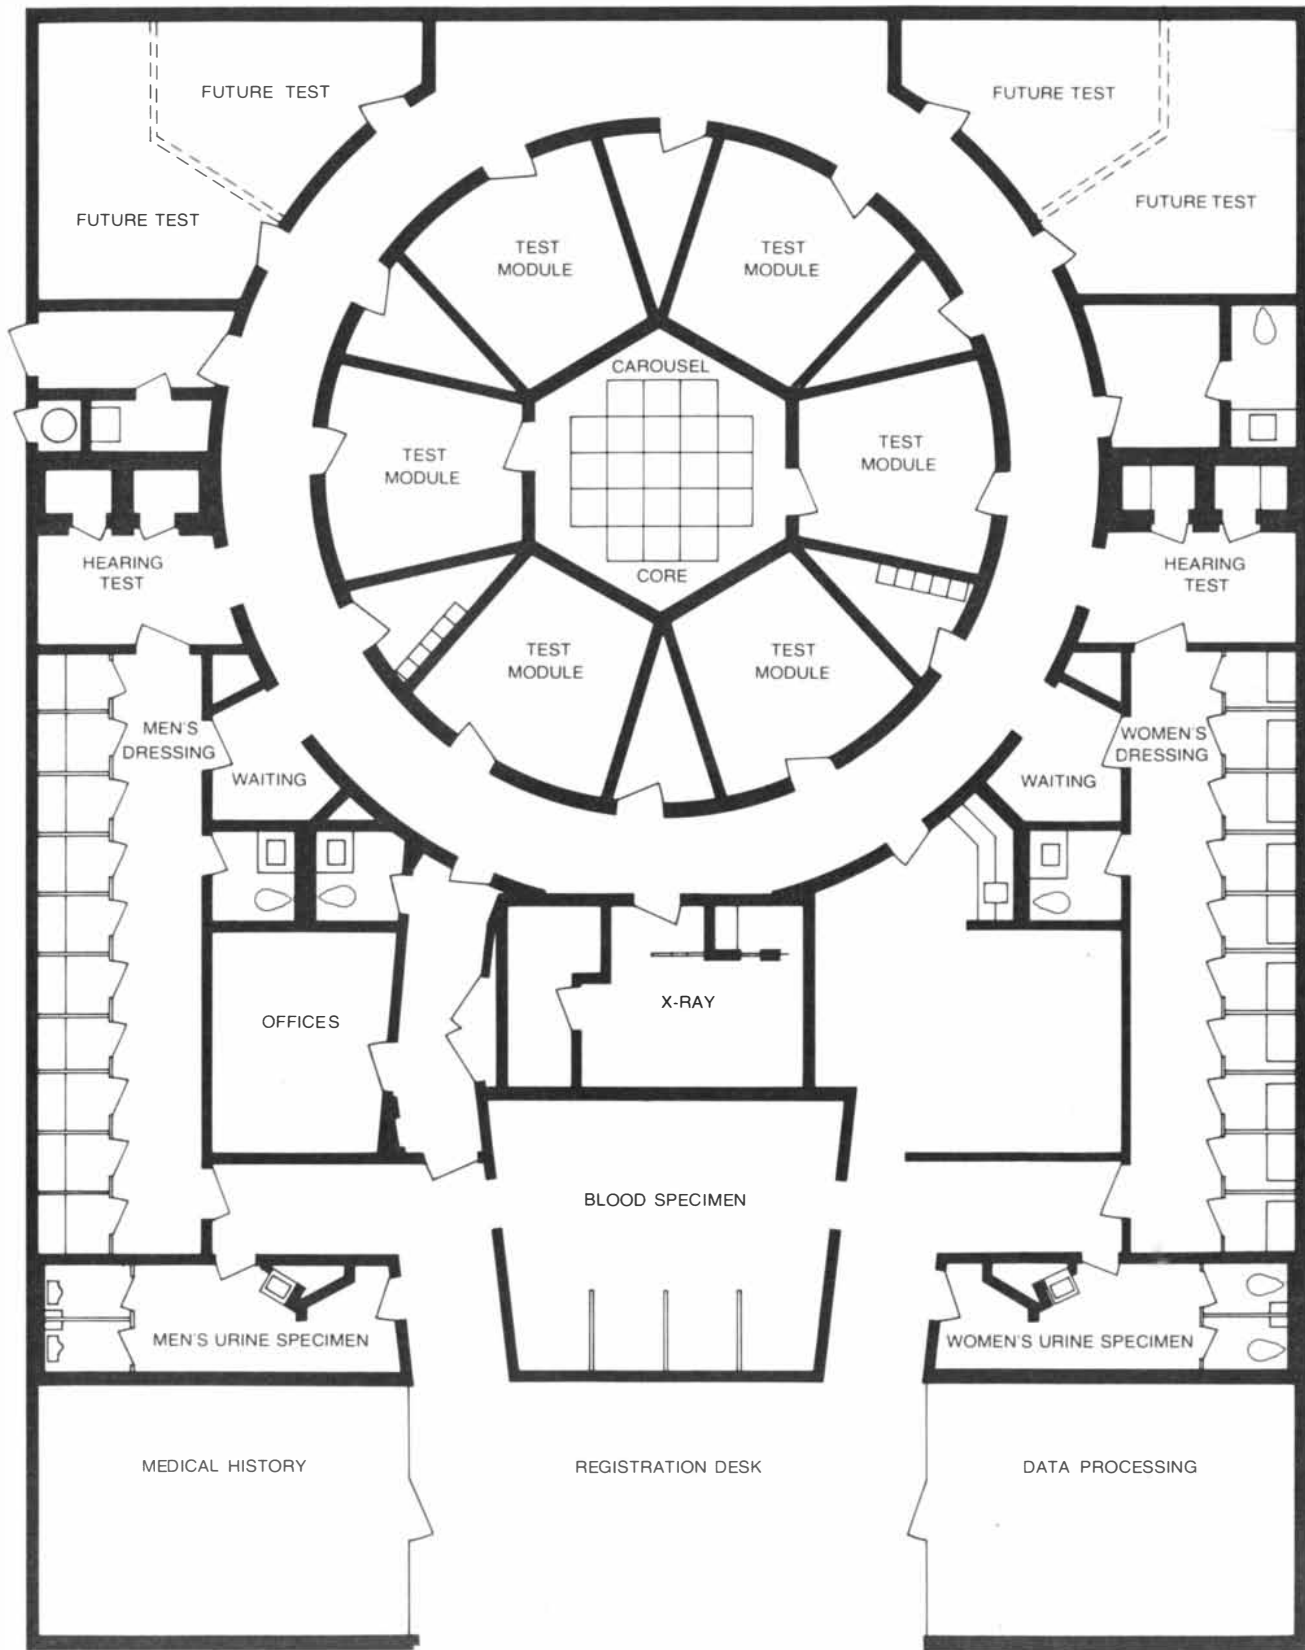 FUTURE TEST
FUTURE TEST
FUTURE TEST
FUTURE TEST
TEST
MODULE
TEST
MODULE
CAROUSEL
TEST
MODULE
TEST
MODULE
CORE
HEARING
TEST
HEARING
TEST
TEST
MODULE
TEST
MODULE
MEN'S
DRESSING
WAITING
WAITING
WOMEN'S
DRESSING
OFFICES
X-RAY
BLOOD SPECIMEN
MEN'S URINE SPECIMEN
WOMEN'S URINE SPECIMEN
MEDICAL HISTORY
REGISTRATION DESK
DATA PROCESSING